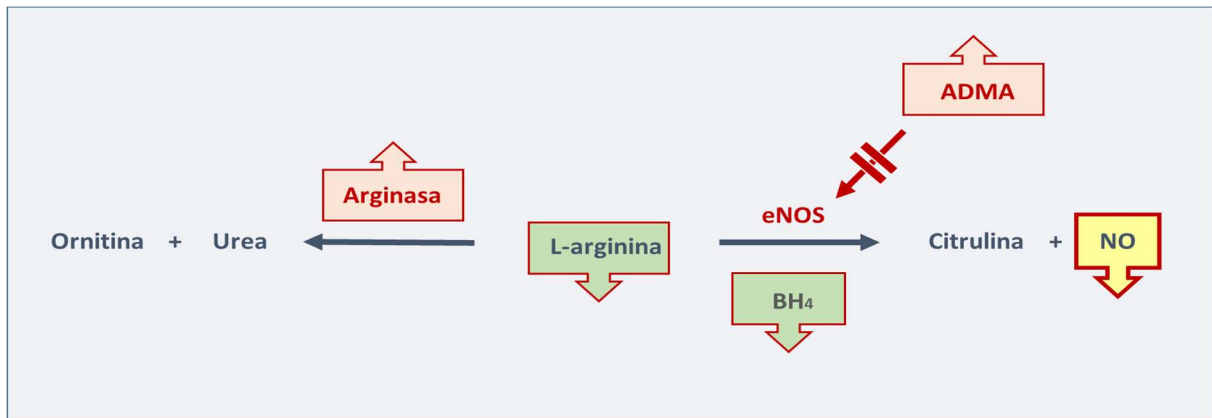 ADMA
Arginasa
eNOS
Ornitina + Urea
L-arginina
Citrulina + NO
BH₄